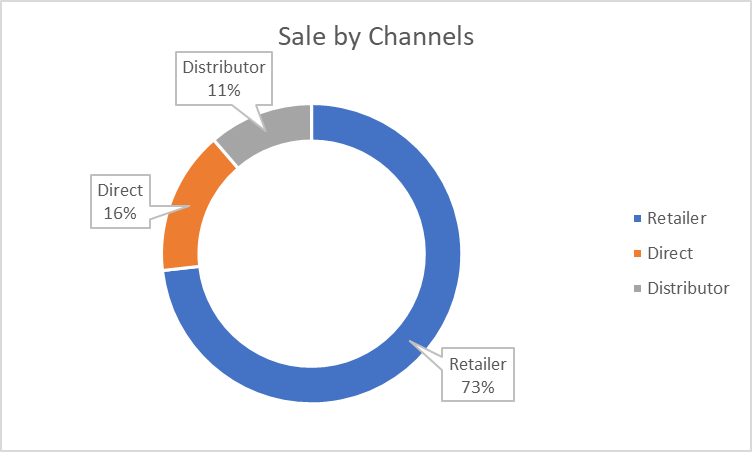 Sale by Channels
Distributor
11%
Direct
16%
Retailer
73%
Retailer
Direct
Distributor